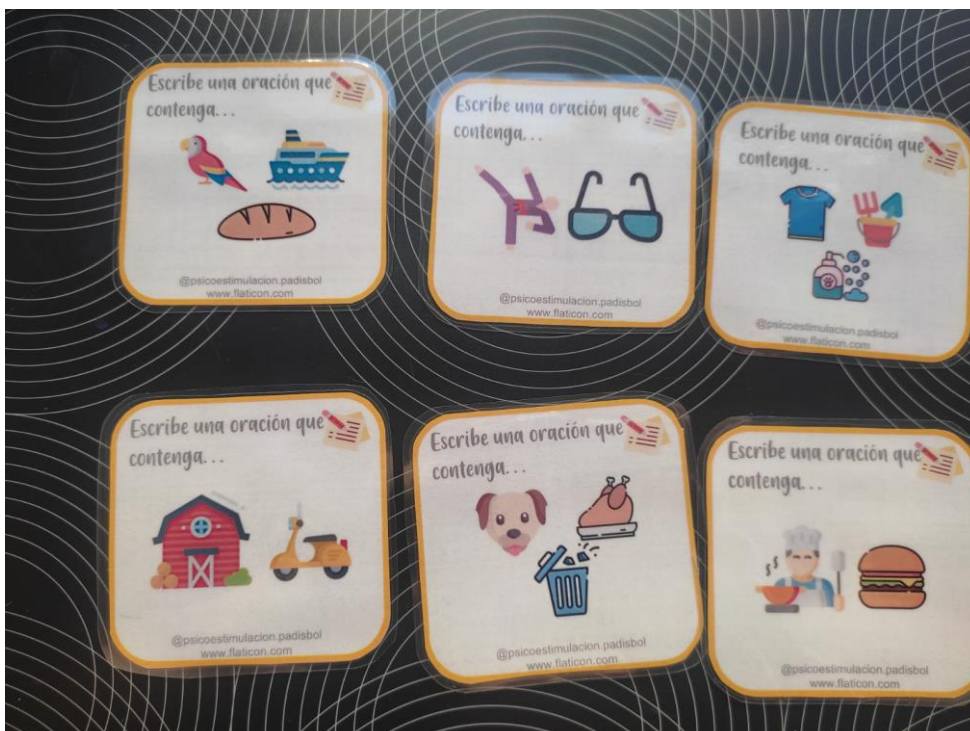 Escribe una oración que
contenga...
@psicoestimulacion.padisbol
www.flaticon.com
Escribe una oración que
contenga...
@psicoestimulacion.padisbol
www.flaticon.com
Escribe una oración que
contenga...
@psicoestimulacion.padisbol
www.flaticon.com
Escribe una oración que
contenga...
@psicoestimulacion.padisbol
www.flaticon.com
Escribe una oración que
contenga...
@psicoestimulacion.padisbol
www.flaticon.com
Escribe una oración que
contenga...
@psicoestimulacion.padisbol
www.flaticon.com